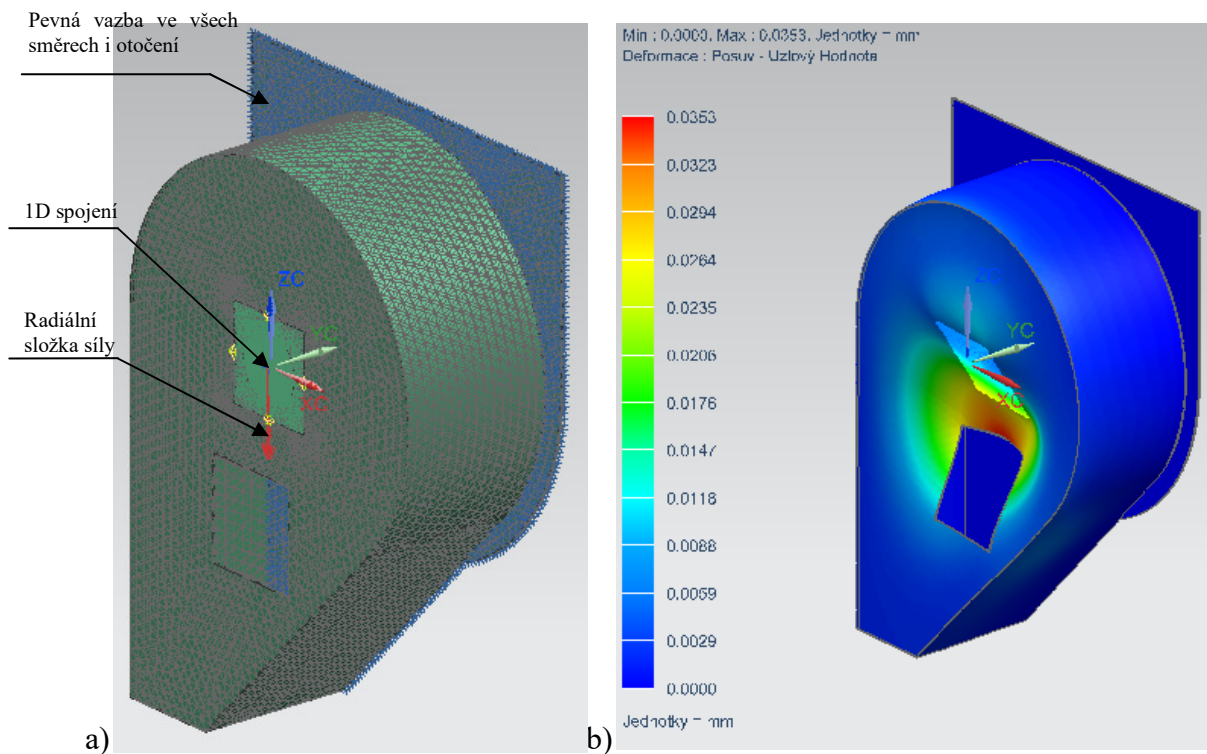 Pevná vazba ve všech
směrech i otočení
1D spojení
Radiální
složka síly
ZC
YC
XC
a)
Min : 0.0000, Max : 0.0353, Jednotky = mm
Deformace : Posuv - Uzlový Hodnota
0.0353
0.0323
0.0294
0.0264
0.0235
0.0206
0.0176
0.0147
0.0118
0.0088
0.0059
0.0029
0.0000
Jednotky = mm
ZC
YC
XC
b)